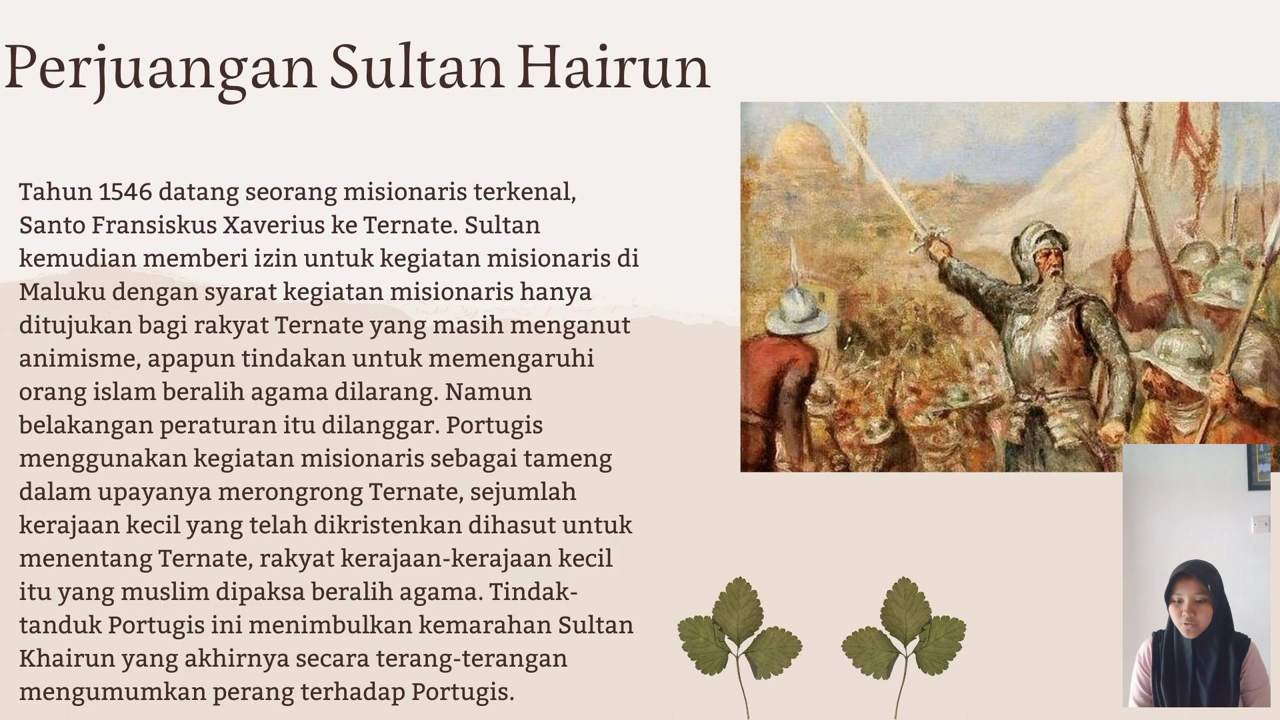 Perjuangan Sultan Hairun
Tahun 1546 datang seorang misionaris terkenal,
Santo Fransiskus Xaverius ke Ternate. Sultan
kemudian memberi izin untuk kegiatan misionaris di
Maluku dengan syarat kegiatan misionaris hanya
ditujukan bagi rakyat Ternate yang masih menganut
animisme, apapun tindakan untuk memengaruhi
orang islam beralih agama dilarang. Namun
belakangan peraturan itu dilanggar. Portugis
menggunakan kegiatan misionaris sebagai tameng
dalam upayanya merongrong Ternate, sejumlah
kerajaan kecil yang telah dikristenkan dihasut untuk
menentang Ternate, rakyat kerajaan-kerajaan kecil
itu yang muslim dipaksa beralih agama. Tindak-
tanduk Portugis ini menimbulkan kemarahan Sultan
Khairun yang akhirnya secara terang-terangan
mengumumkan perang terhadap Portugis.